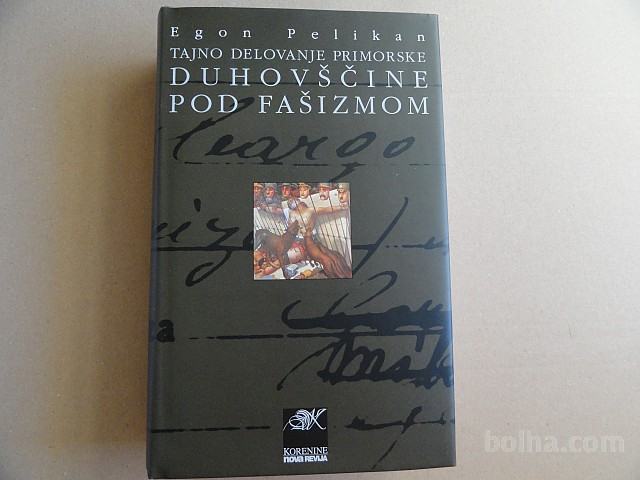 Egon Pelikan
TAJNO DELOVANJE PRIMORSKE
DUHOVŠČINE
POD FAŠIZMOM
a
KORENINE
nova REVIJA
bolha.com